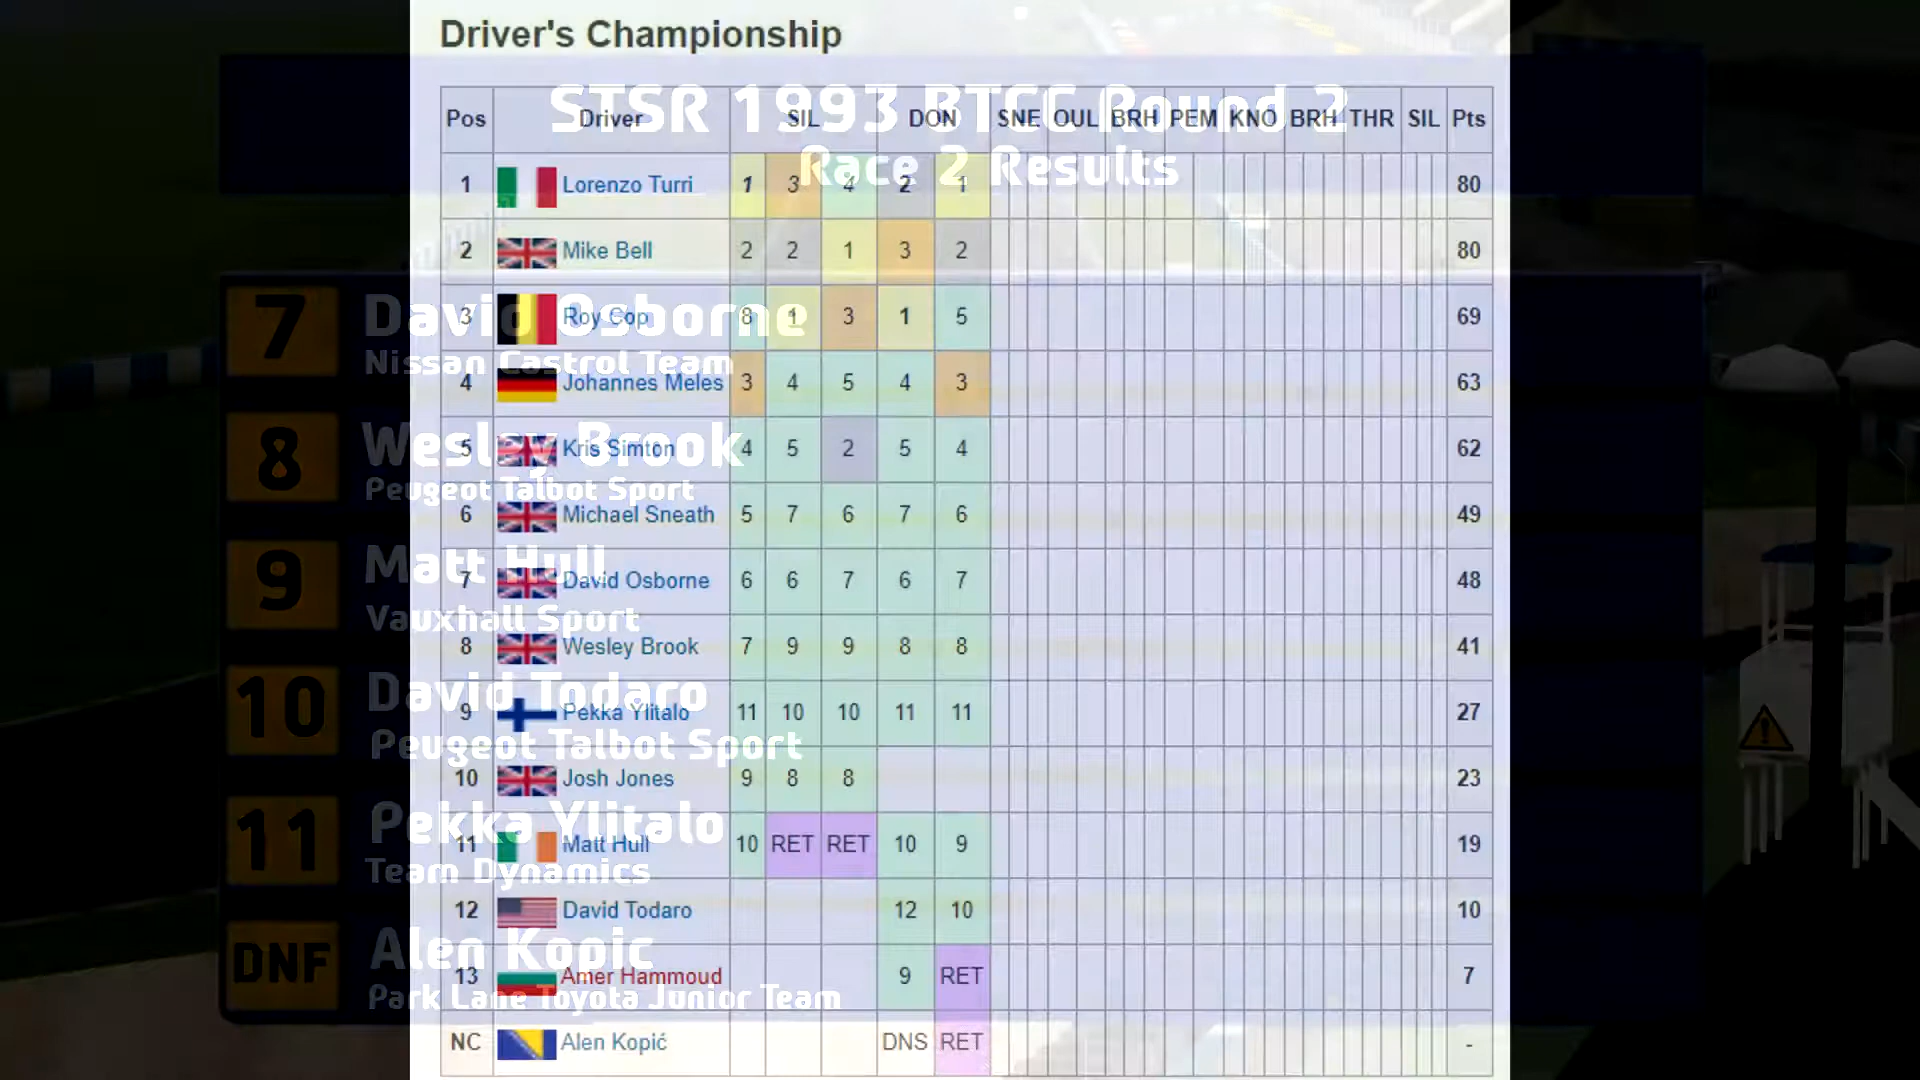 Driver's Championship
STSR 1993 BTCC Round 2
Race 2 Results
Pos Driver SIL DON SNE OUL BRH PEM KNO BRH THR SIL Pts
1 Lorenzo Turri 1 3 4 2 1 80
2 Mike Bell 2 2 1 3 2 80
3 Roy Cop 8 1 3 1 5 69
4 Johannes Meles 3 4 5 4 3 63
5 Kris Simton 4 5 2 5 4 62
6 Michael Sneath 5 7 6 7 6 49
7 David Osborne 6 6 7 6 7 48
8 Wesley Brook 7 9 9 8 8 41
9 Pekka Ylitalo 11 10 10 11 11 27
10 Josh Jones 9 8 8 23
11 Matt Hull 10 RET RET 10 9 19
12 David Todaro 12 10 10
13 Amer Hammoud 9 RET 7
NC Alen Kopić DNS RET -
7 David Osborne
Nissan Castrol Team
8 Wesley Brook
Peugeot Talbot Sport
9 Matt Hull
Vauxhall Sport
10 David Todaro
Peugeot Talbot Sport
11 Pekka Ylitalo
Team Dynamics
DNF Alen Kopic
Park Lane Toyota Junior Team